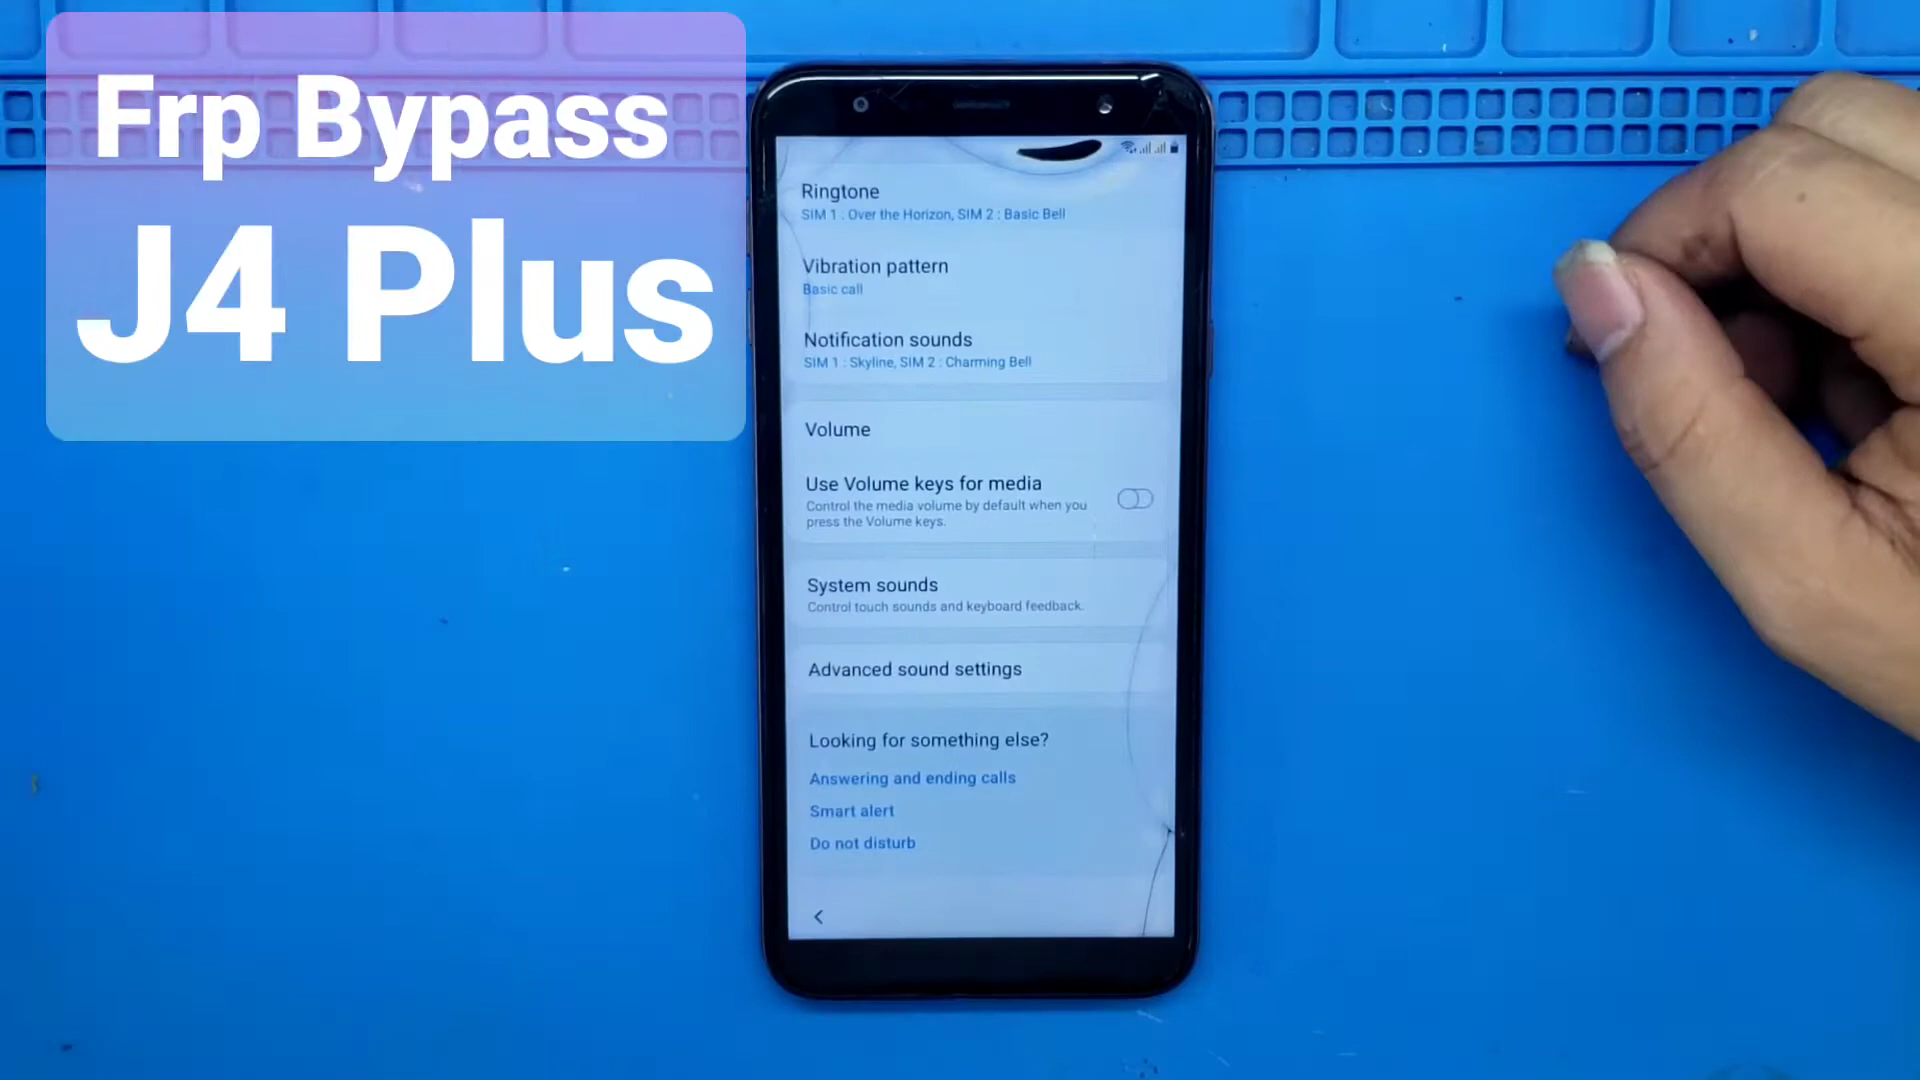 Frp Bypass
J4 Plus
Ringtone
SIM 1 : Over the Horizon, SIM 2 : Basic Bell
Vibration pattern
Basic call
Notification sounds
SIM 1 : Skyline, SIM 2 : Charming Bell
Volume
Use Volume keys for media
Control the media volume by default when you
press the Volume keys.
System sounds
Control touch sounds and keyboard feedback.
Advanced sound settings
Looking for something else?
Answering and ending calls
Smart alert
Do not disturb